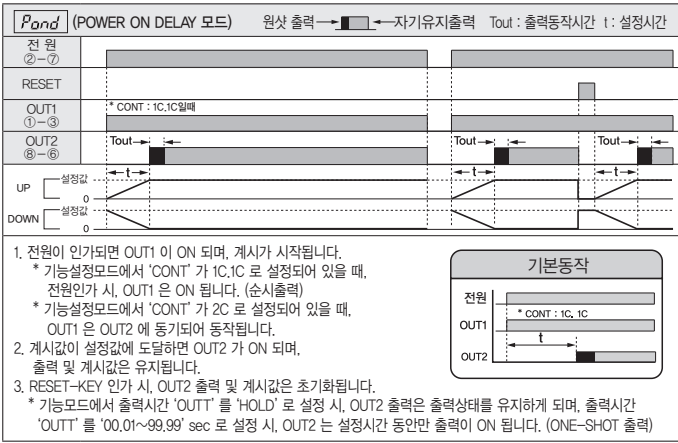 Pond (POWER ON DELAY 모드) 원샷 출력 자기유지출력 Tout : 출력동작시간 t : 설정시간
전 원
②-⑦
RESET
OUT1
①-③
* CONT : 1C.1C일때
OUT2
⑧-⑥
Tout Tout Tout
t t t
UP 설정값
0
DOWN 설정값
0
1. 전원이 인가되면 OUT1 이 ON 되며, 계시가 시작됩니다.
* 기능설정모드에서 'CONT' 가 1C.1C 로 설정되어 있을 때,
전원인가 시, OUT1 은 ON 됩니다. (순시출력)
* 기능설정모드에서 'CONT' 가 2C 로 설정되어 있을 때,
OUT1 은 OUT2 에 동기되어 동작됩니다.
2. 계시값이 설정값에 도달하면 OUT2 가 ON 되며,
출력 및 계시값은 유지됩니다.
3. RESET-KEY 인가 시, OUT2 출력 및 계시값은 초기화됩니다.
* 기능모드에서 출력시간 'OUTT' 를 'HOLD' 로 설정 시, OUT2 출력은 출력상태를 유지하게 되며, 출력시간
'OUTT' 를 '00.01~99.99' sec 로 설정 시, OUT2 는 설정시간 동안만 출력이 ON 됩니다. (ONE-SHOT 출력)
기본동작
전원
* CONT : 1C. 1C
OUT1
t
OUT2